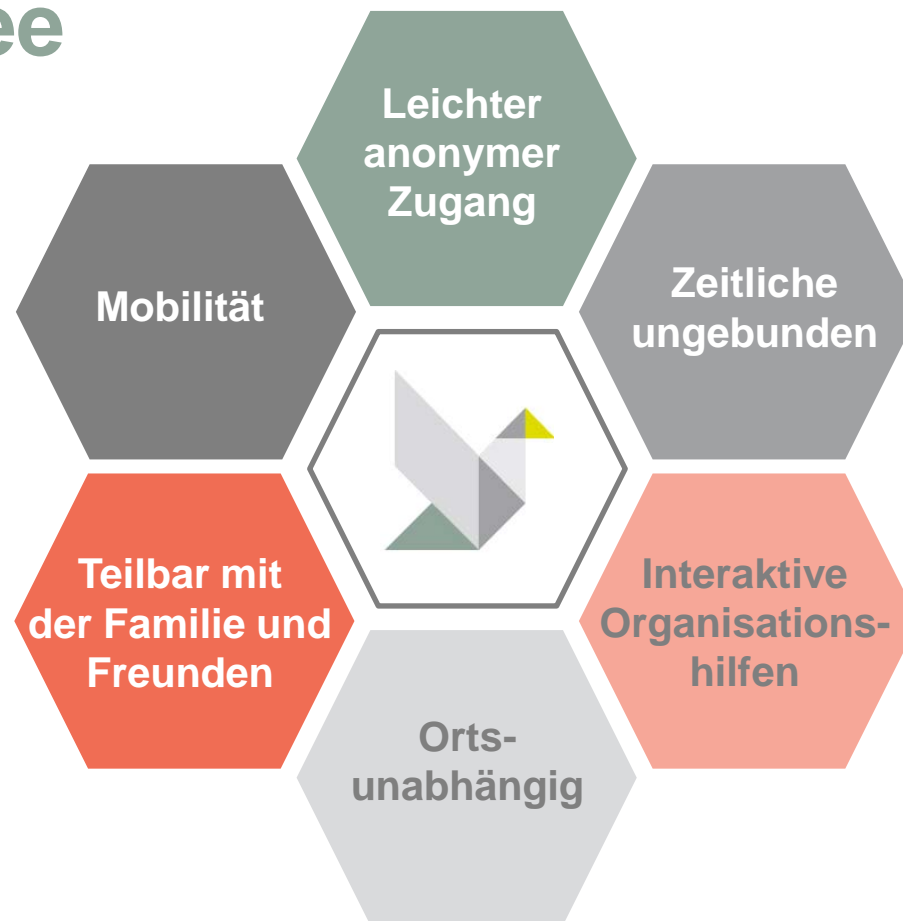 ee
Leichter
anonymer
Zugang
Mobilität
Zeitliche
ungebunden
Teilbar mit
der Familie und
Freunden
Interaktive
Organisations-
hilfen
Orts-
unabhängig